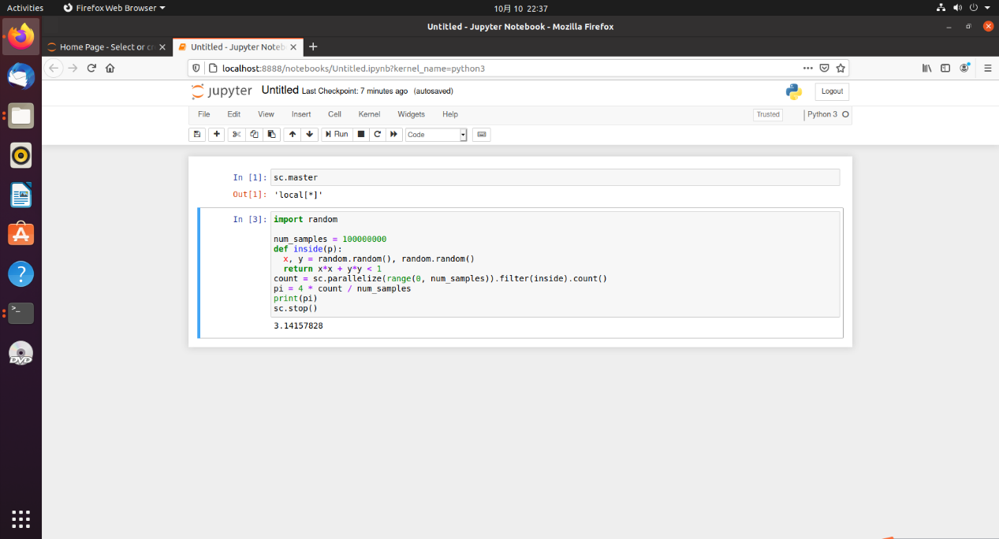 Activities
Firefox Web Browser
10月 10 22:37
Untitled - Jupyter Notebook - Mozilla Firefox
Home Page - Select or cr
Untitled - Jupyter Noteb
localhost:8888/notebooks/Untitled.ipynb?kernel_name=python3
jupyter Untitled Last Checkpoint: 7 minutes ago (autosaved)
Logout
File Edit View Insert Cell Kernel Widgets Help
Trusted
Python 3
Run
Code
In [1]: sc.master
Out[1]: 'local[*]'
In [3]: import random
num_samples = 100000000
def inside(p):
  x, y = random.random(), random.random()
  return x*x + y*y < 1
count = sc.parallelize(range(0, num_samples)).filter(inside).count()
pi = 4 * count / num_samples
print(pi)
sc.stop()
3.14157828
>_
DVD